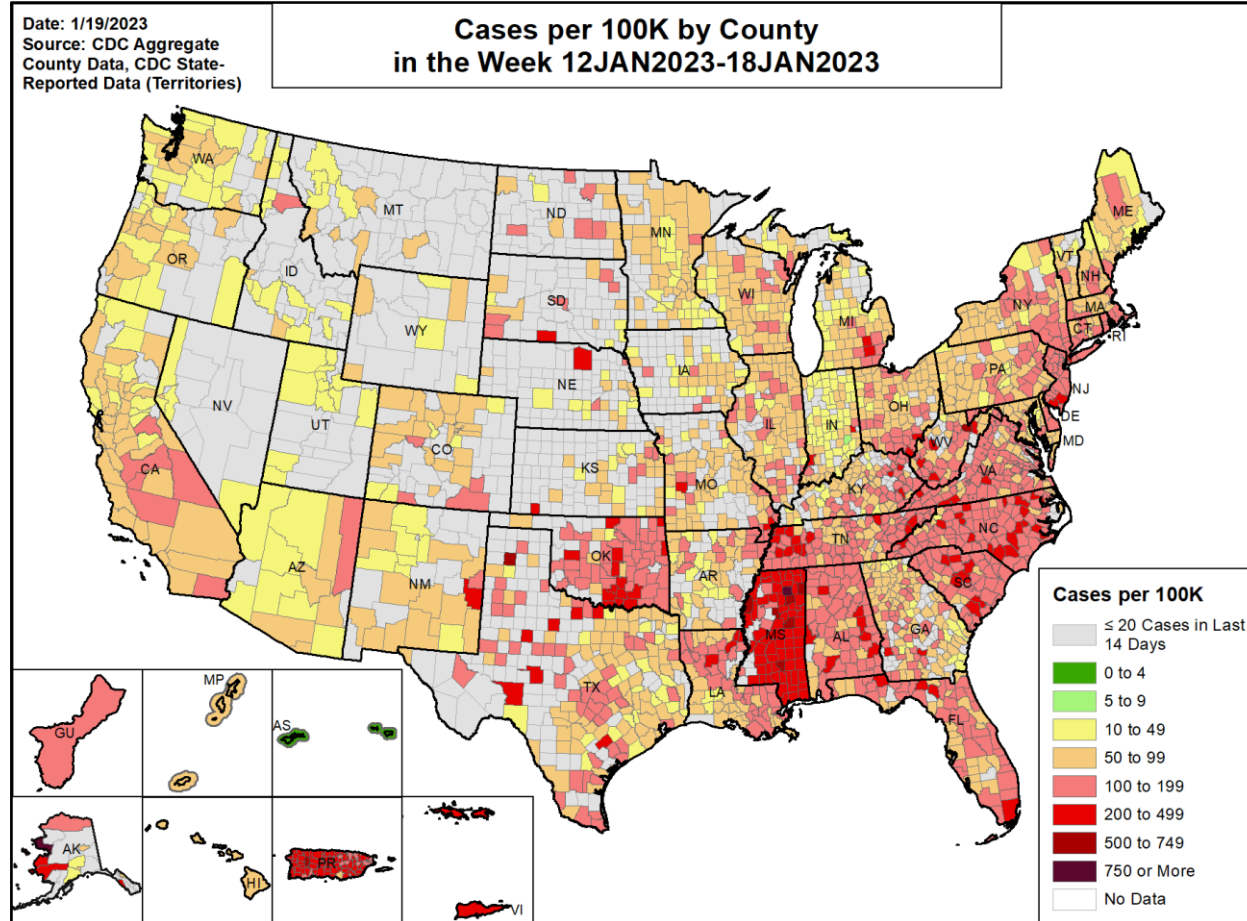 Date: 1/19/2023
Source: CDC Aggregate
County Data, CDC State-
Reported Data (Territories)
Cases per 100K by County
in the Week 12JAN2023-18JAN2023
WA
MT
ND
MN
ME
OR
ID
SD
WI
VT
NH
NY
MA
MI
WY
CT
RI
IA
PA
NE
NJ
OH
NV
UT
IL
IN
DE
CO
WV
MD
CA
KS
MO
VA
KY
NC
TN
OK
AZ
NM
AR
SC
MS
AL
GA
TX
LA
FL
GU
MP
AS
AK
HI
PR
VI
Cases per 100K
≤ 20 Cases in Last
14 Days
0 to 4
5 to 9
10 to 49
50 to 99
100 to 199
200 to 499
500 to 749
750 or More
No Data